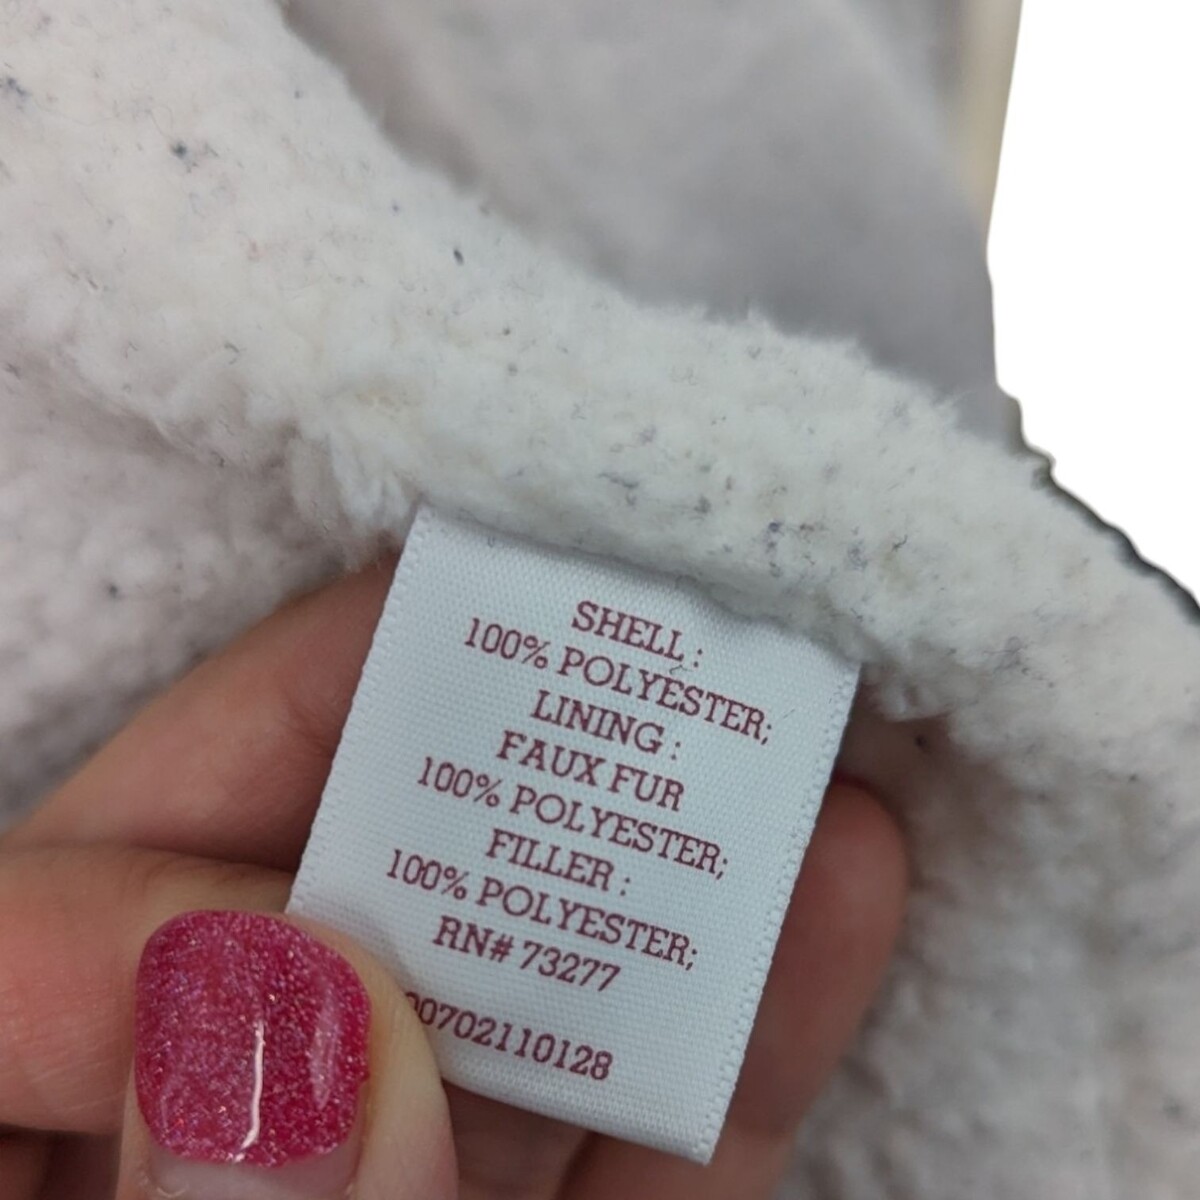 SHELL :
100% POLYESTER;
LINING :
FAUX FUR
100% POLYESTER;
FILLER :
100% POLYESTER;
RN# 73277
00702110128